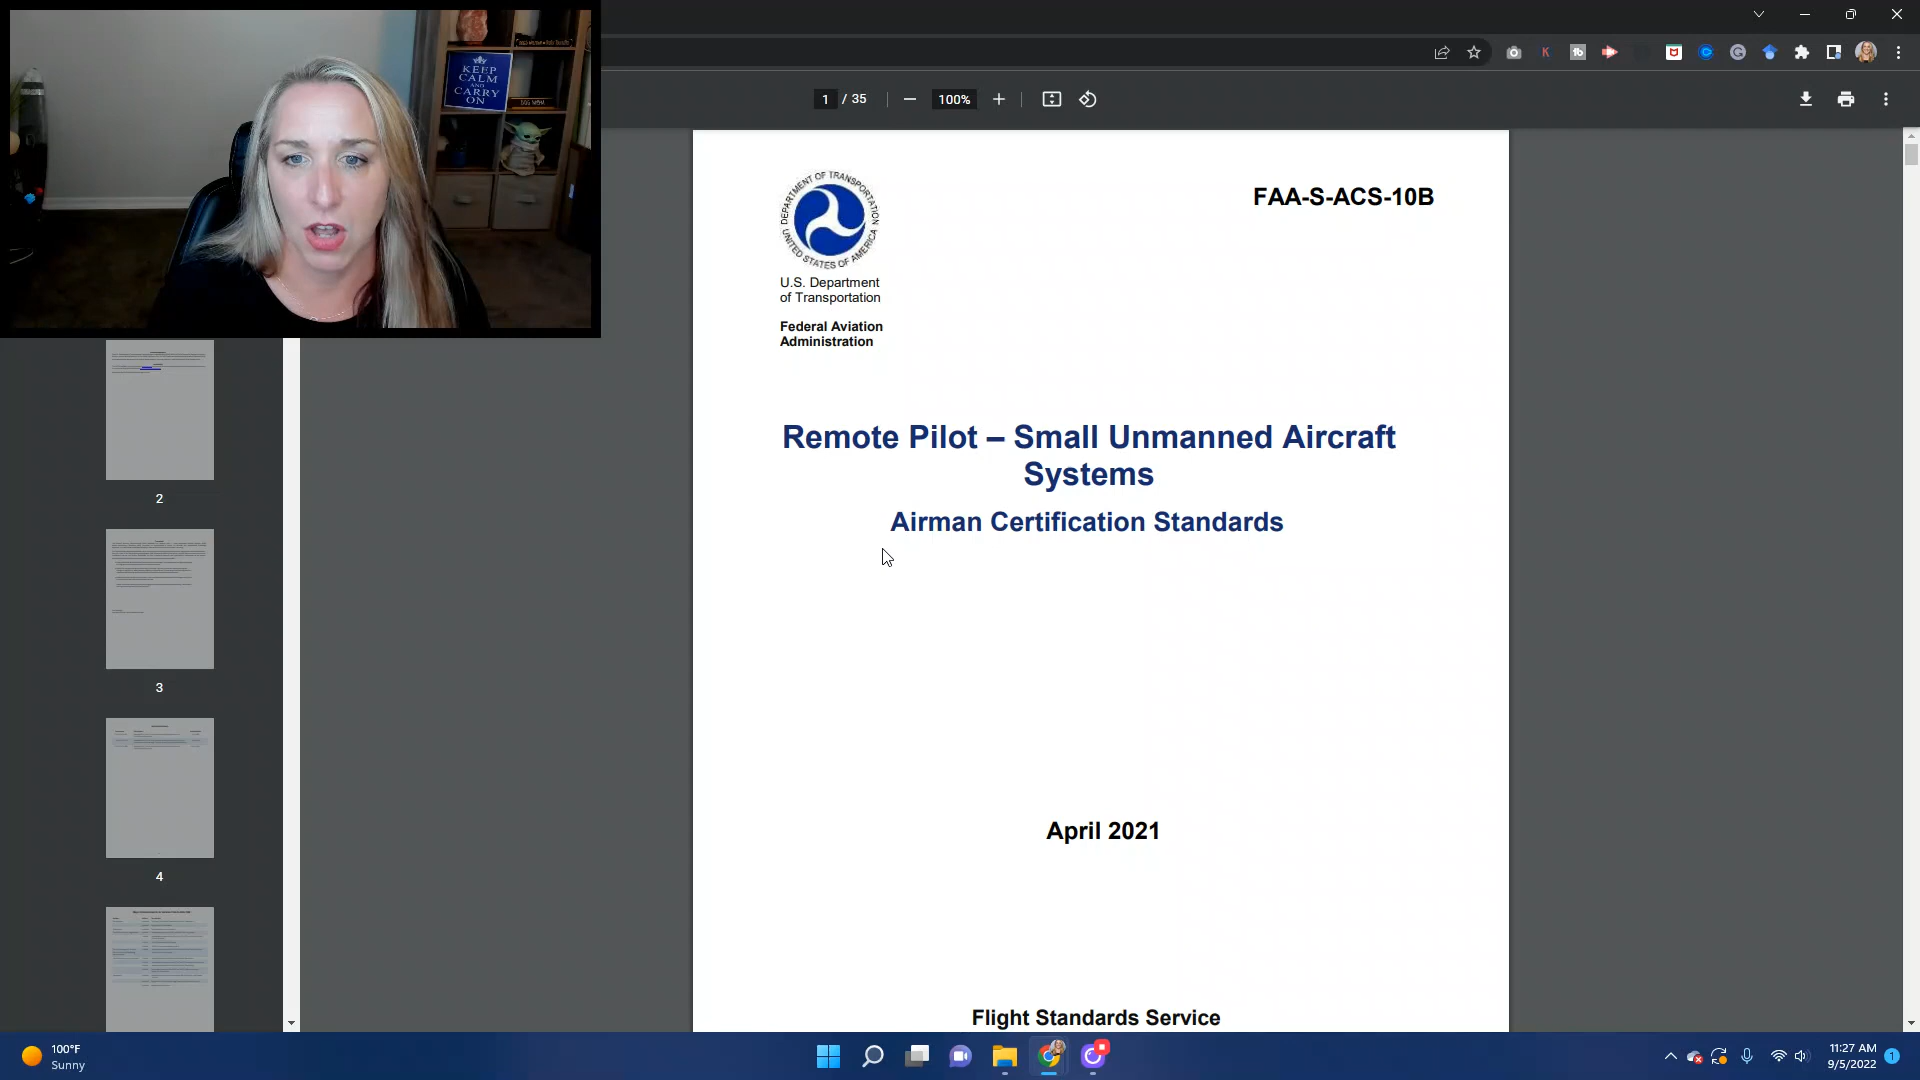 KEEP
CALM
AND
CARRY
ON
1 / 35
100%
DEPARTMENT OF TRANSPORTATION
UNITED STATES OF AMERICA
FAA-S-ACS-10B
U.S. Department
of Transportation
Federal Aviation
Administration
Remote Pilot – Small Unmanned Aircraft
Systems
Airman Certification Standards
April 2021
Flight Standards Service
2
3
4
100°F
Sunny
11:27 AM
9/5/2022
1